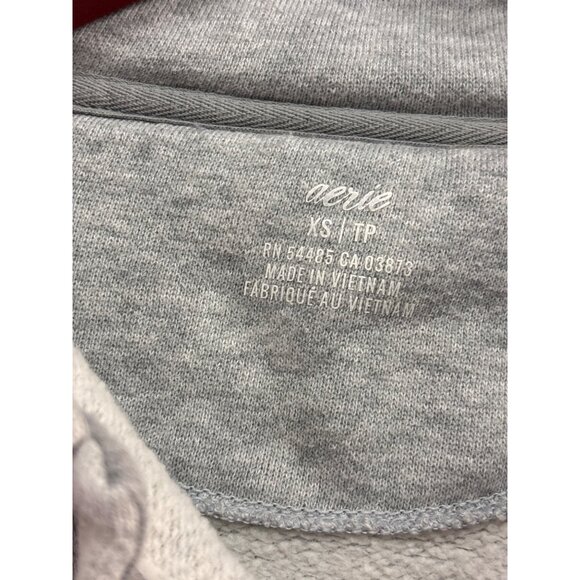 aerie
XS | TP
RN 54485 CA 03873
MADE IN VIETNAM
FABRIQUÉ AU VIETNAM